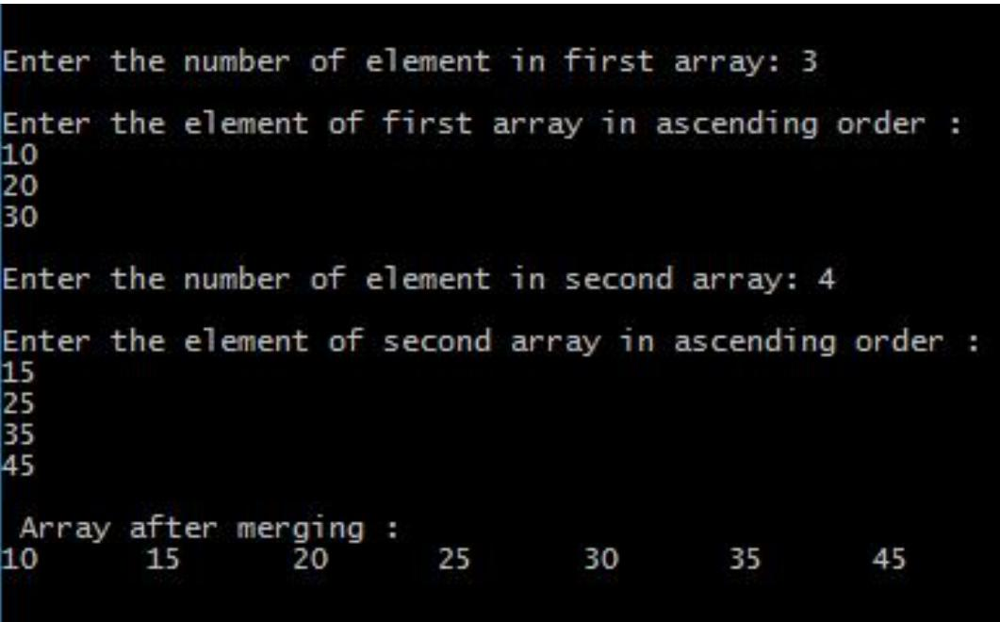 Enter the number of element in first array: 3
Enter the element of first array in ascending order :
10
20
30
Enter the number of element in second array: 4
Enter the element of second array in ascending order :
15
25
35
45
Array after merging :
10 15 20 25 30 35 45